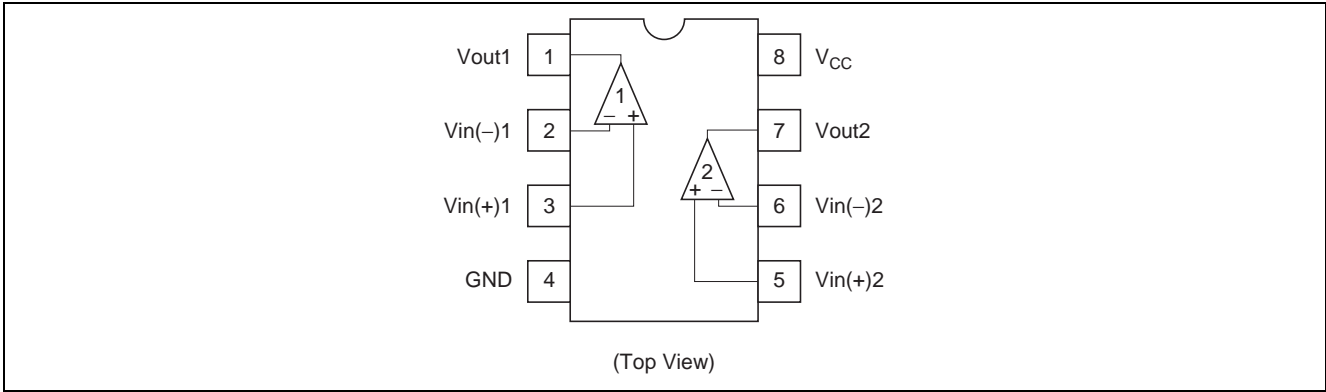 Vout1 1 8 VCC
1
− +
Vin(−)1 2 7 Vout2
2
+ −
Vin(+)1 3 6 Vin(−)2
GND 4 5 Vin(+)2
(Top View)